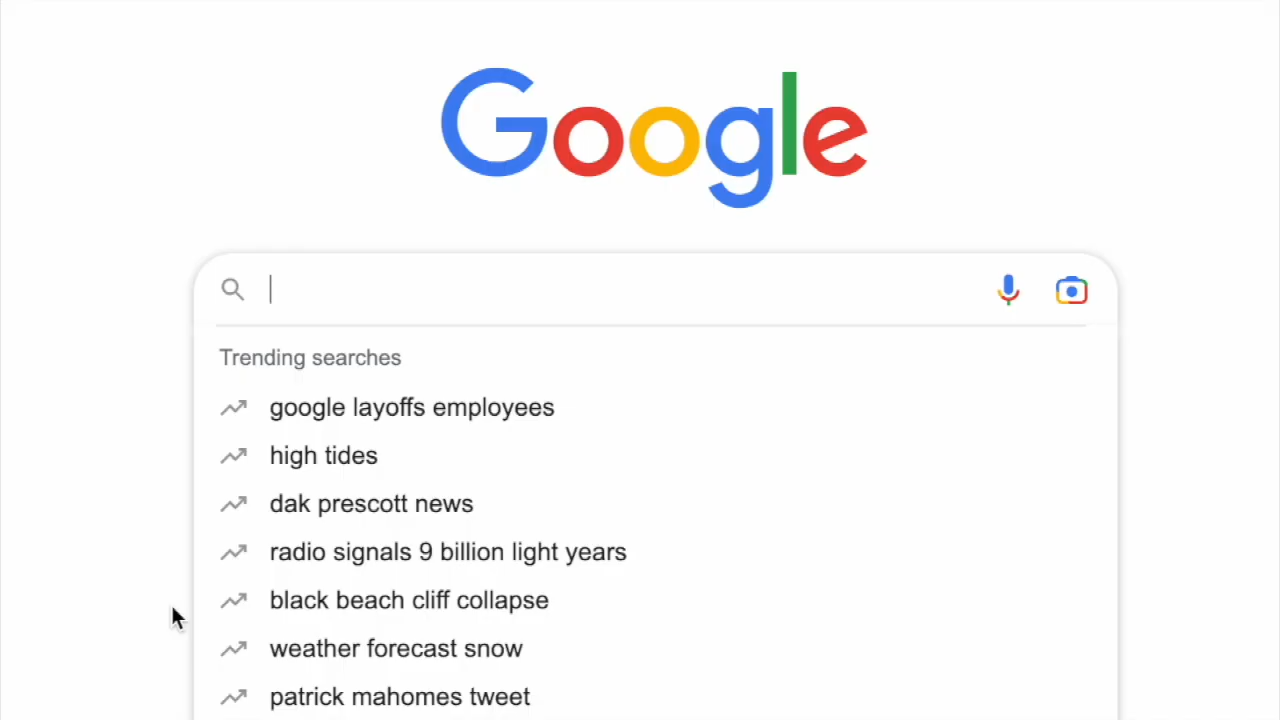 Google
Trending searches
google layoffs employees
high tides
dak prescott news
radio signals 9 billion light years
black beach cliff collapse
weather forecast snow
patrick mahomes tweet